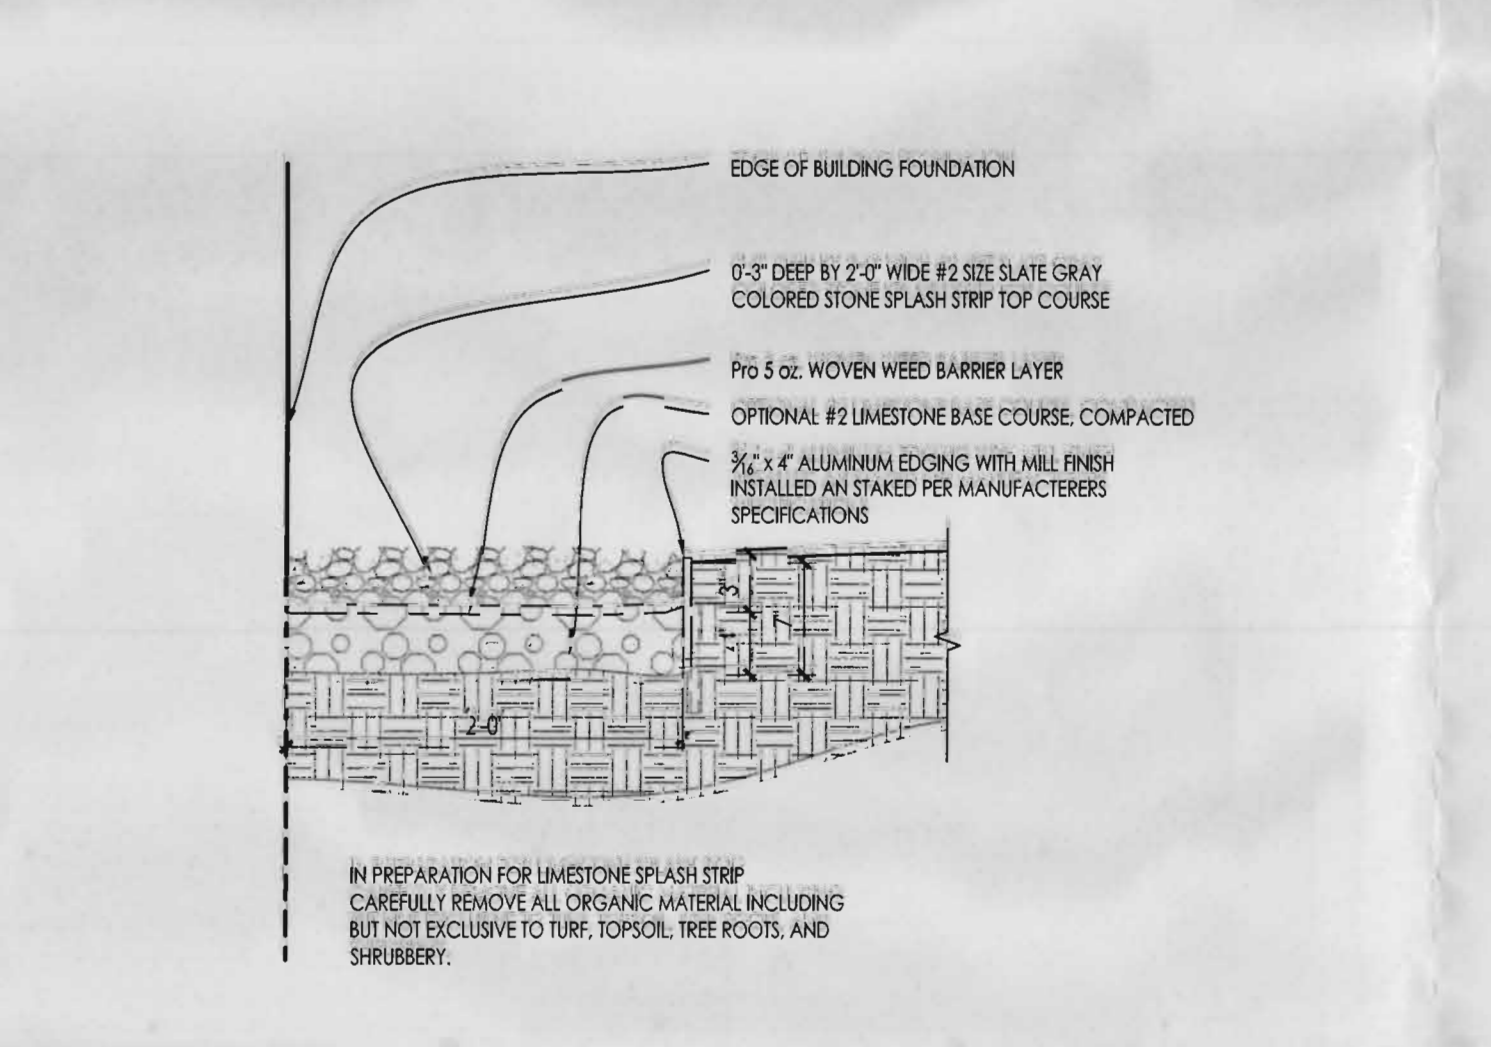 EDGE OF BUILDING FOUNDATION
0'-3" DEEP BY 2'-0" WIDE #2 SIZE SLATE GRAY
COLORED STONE SPLASH STRIP TOP COURSE
Pro 5 oz. WOVEN WEED BARRIER LAYER
OPTIONAL #2 LIMESTONE BASE COURSE, COMPACTED
3/16" x 4" ALUMINUM EDGING WITH MILL FINISH
INSTALLED AN STAKED PER MANUFACTERERS
SPECIFICATIONS
3"
7"
2'-0"
IN PREPARATION FOR LIMESTONE SPLASH STRIP
CAREFULLY REMOVE ALL ORGANIC MATERIAL INCLUDING
BUT NOT EXCLUSIVE TO TURF, TOPSOIL, TREE ROOTS, AND
SHRUBBERY.